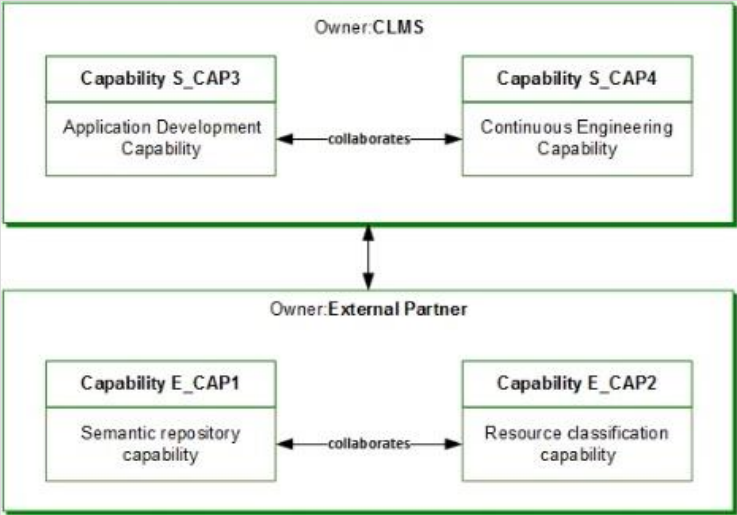 Owner:CLMS
Capability S_CAP3
Application Development
Capability
collaborates
Capability S_CAP4
Continuous Engineering
Capability
Owner:External Partner
Capability E_CAP1
Semantic repository
capability
collaborates
Capability E_CAP2
Resource classification
capability